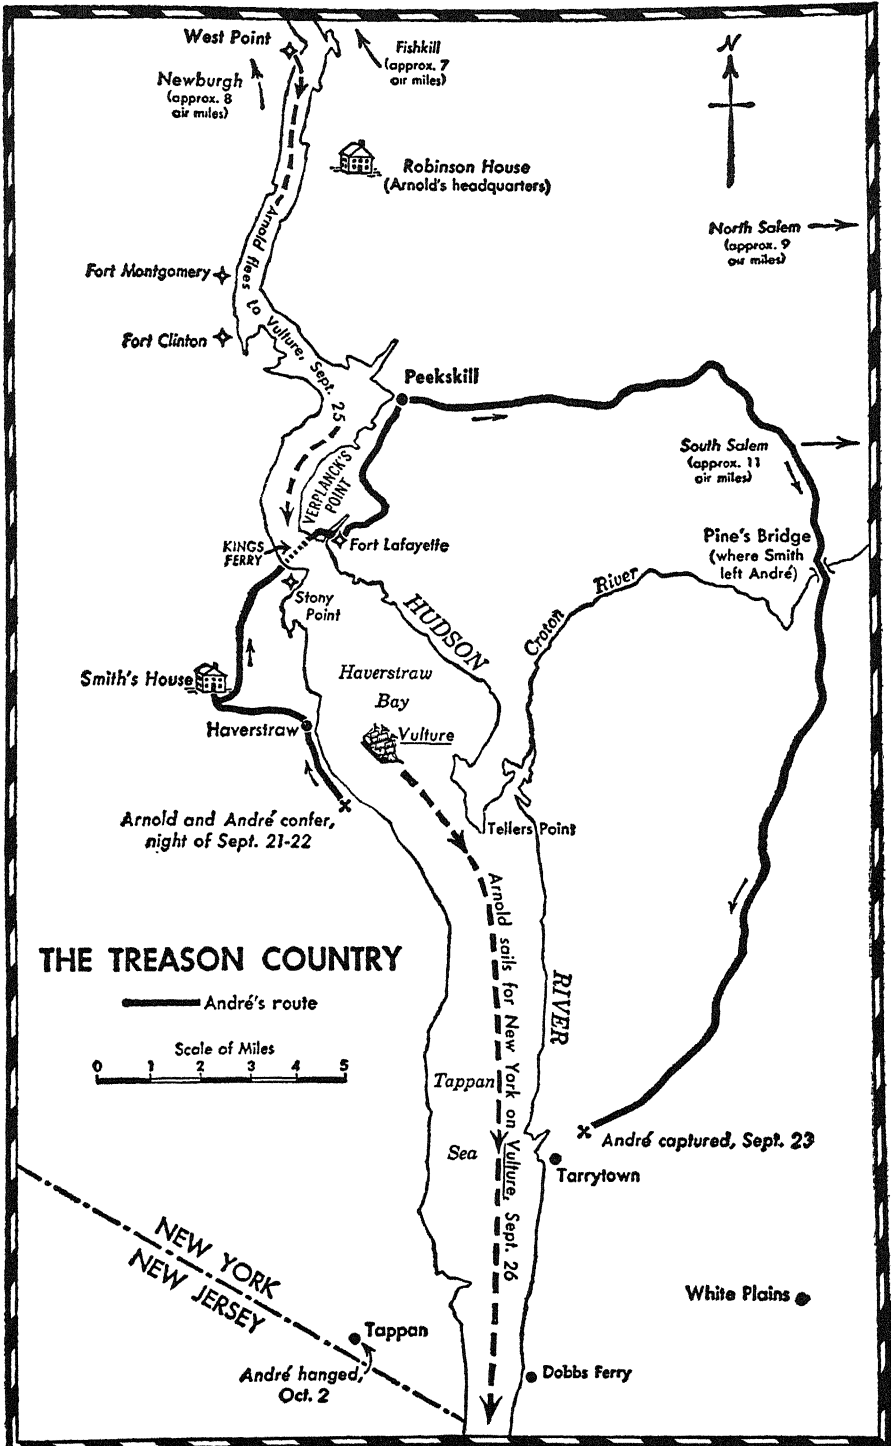 West Point
Fishkill
(approx. 7
air miles)
Newburgh
(approx. 8
air miles)
N
Robinson House
(Arnold's headquarters)
North Salem
(approx. 9
air miles)
Fort Montgomery
Arnold flees to Vulture, Sept. 25
Fort Clinton
Peekskill
South Salem
(approx. 11
air miles)
VERPLANCK'S
POINT
Pine's Bridge
(where Smith
left André)
KINGS
FERRY
Fort Lafayette
Stony
Point
HUDSON
Croton River
Smith's House
Haverstraw
Bay
Haverstraw
Vulture
Arnold and André confer,
night of Sept. 21-22
Tellers Point
Arnold sails for New York on Vulture, Sept. 26
THE TREASON COUNTRY
André's route
RIVER
Scale of Miles
0 1 2 3 4 5
Tappan
Sea
André captured, Sept. 23
Tarrytown
NEW YORK
NEW JERSEY
White Plains
Tappan
André hanged,
Oct. 2
Dobbs Ferry